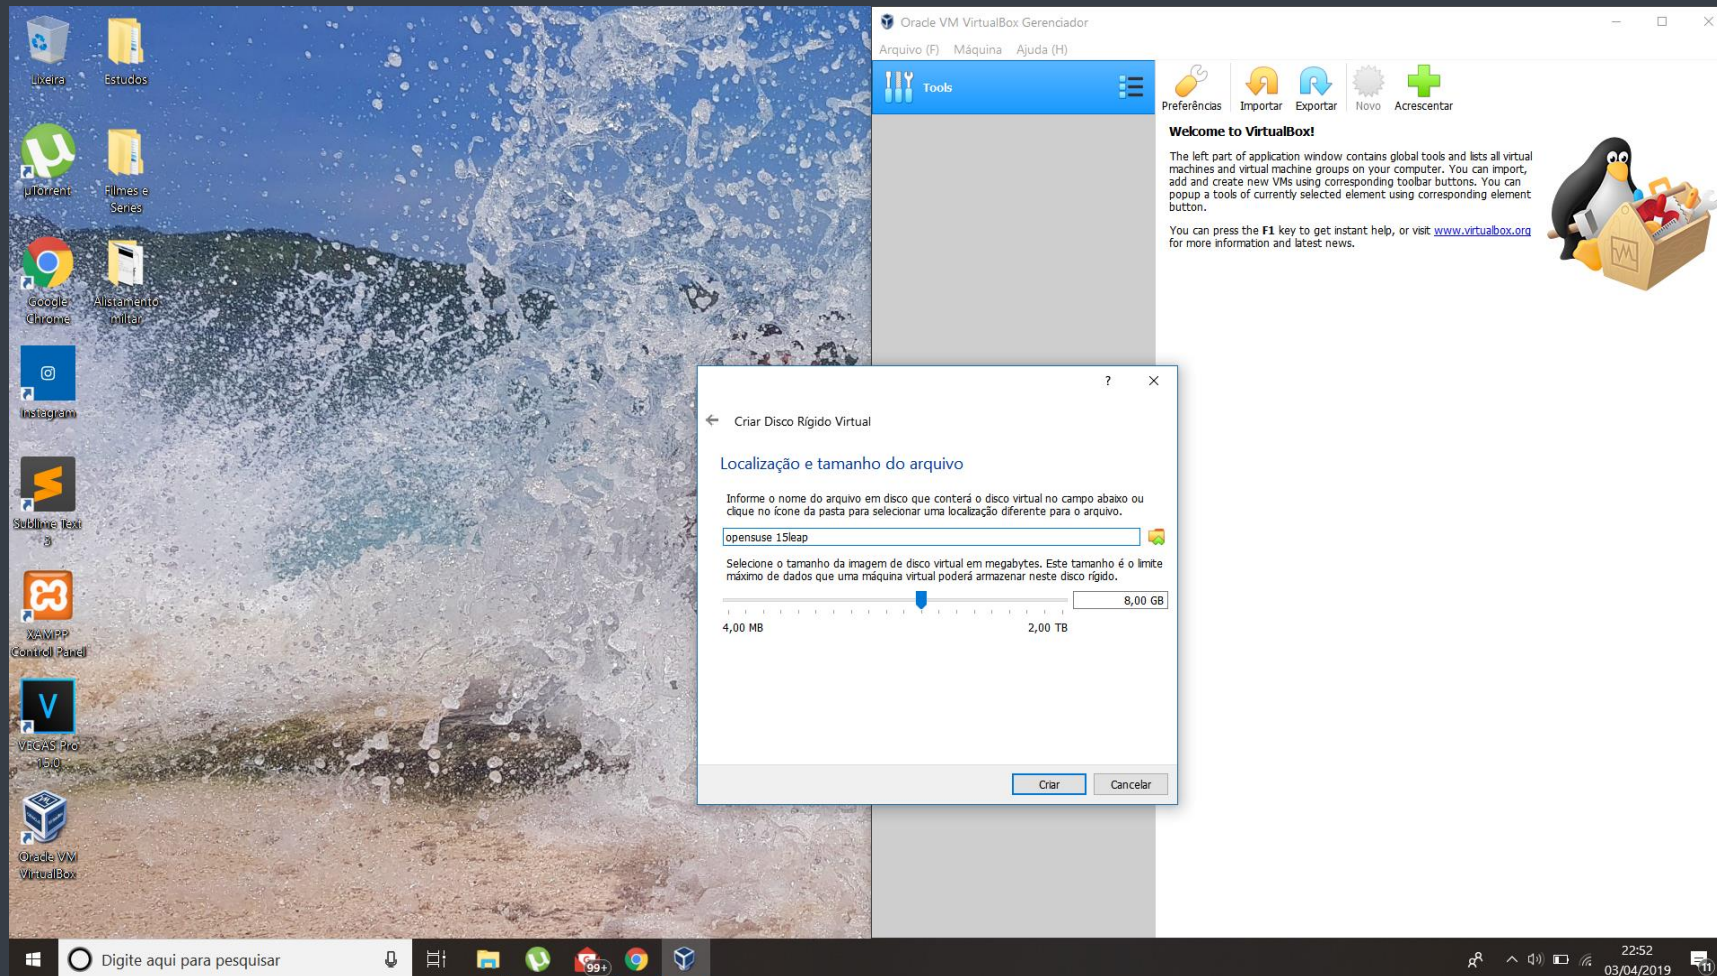 Lixeira
Estudos
µTorrent
Filmes e
Series
Google
Chrome
Alistamento
militar
Instagram
Sublime Text
3
XAMPP
Control Panel
VEGAS Pro
15.0
Oracle VM
VirtualBox
Oracle VM VirtualBox Gerenciador
Arquivo (F) Máquina Ajuda (H)
Tools
Preferências Importar Exportar Novo Acrescentar
Welcome to VirtualBox!
The left part of application window contains global tools and lists all virtual
machines and virtual machine groups on your computer. You can import,
add and create new VMs using corresponding toolbar buttons. You can
popup a tools of currently selected element using corresponding element
button.
You can press the F1 key to get instant help, or visit www.virtualbox.org
for more information and latest news.
?
Criar Disco Rígido Virtual
Localização e tamanho do arquivo
Informe o nome do arquivo em disco que conterá o disco virtual no campo abaixo ou
clique no ícone da pasta para selecionar uma localização diferente para o arquivo.
opensuse 15leap
Selecione o tamanho da imagem de disco virtual em megabytes. Este tamanho é o limite
máximo de dados que uma máquina virtual poderá armazenar neste disco rígido.
8,00 GB
4,00 MB 2,00 TB
Criar Cancelar
Digite aqui para pesquisar
99+
22:52
03/04/2019
11